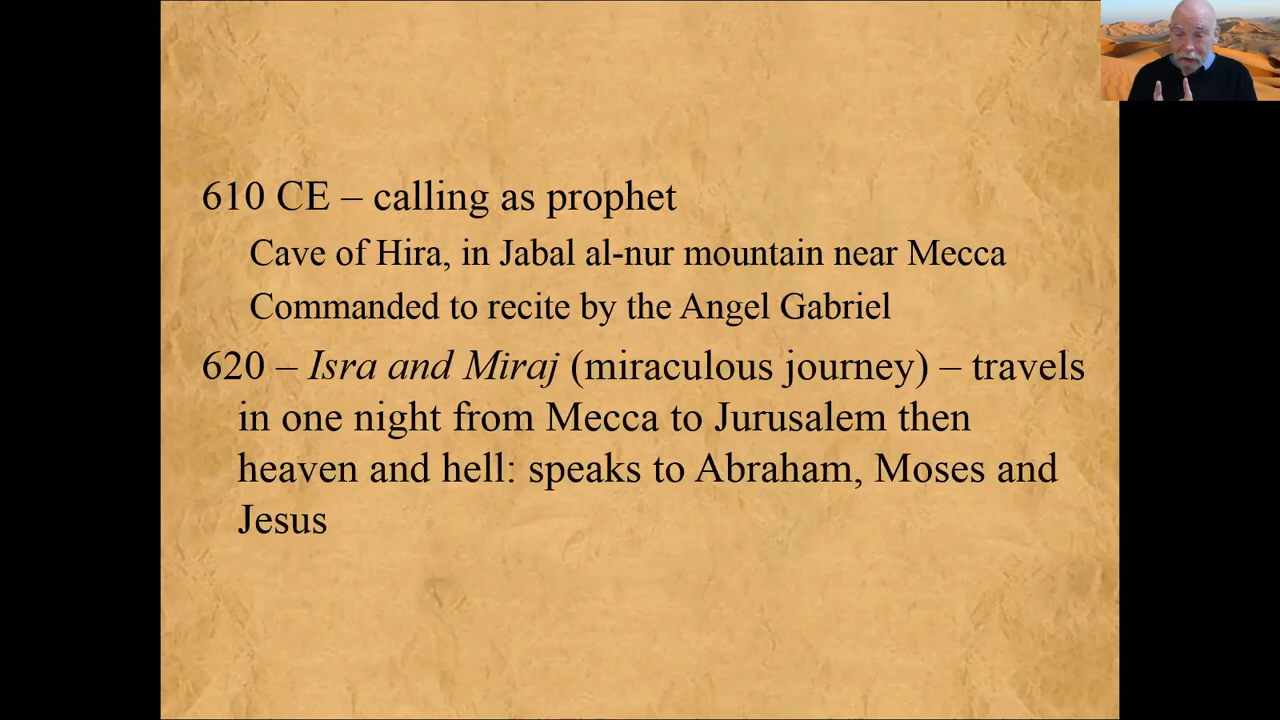 610 CE – calling as prophet
Cave of Hira, in Jabal al-nur mountain near Mecca
Commanded to recite by the Angel Gabriel
620 – Isra and Miraj (miraculous journey) – travels
in one night from Mecca to Jurusalem then
heaven and hell: speaks to Abraham, Moses and
Jesus